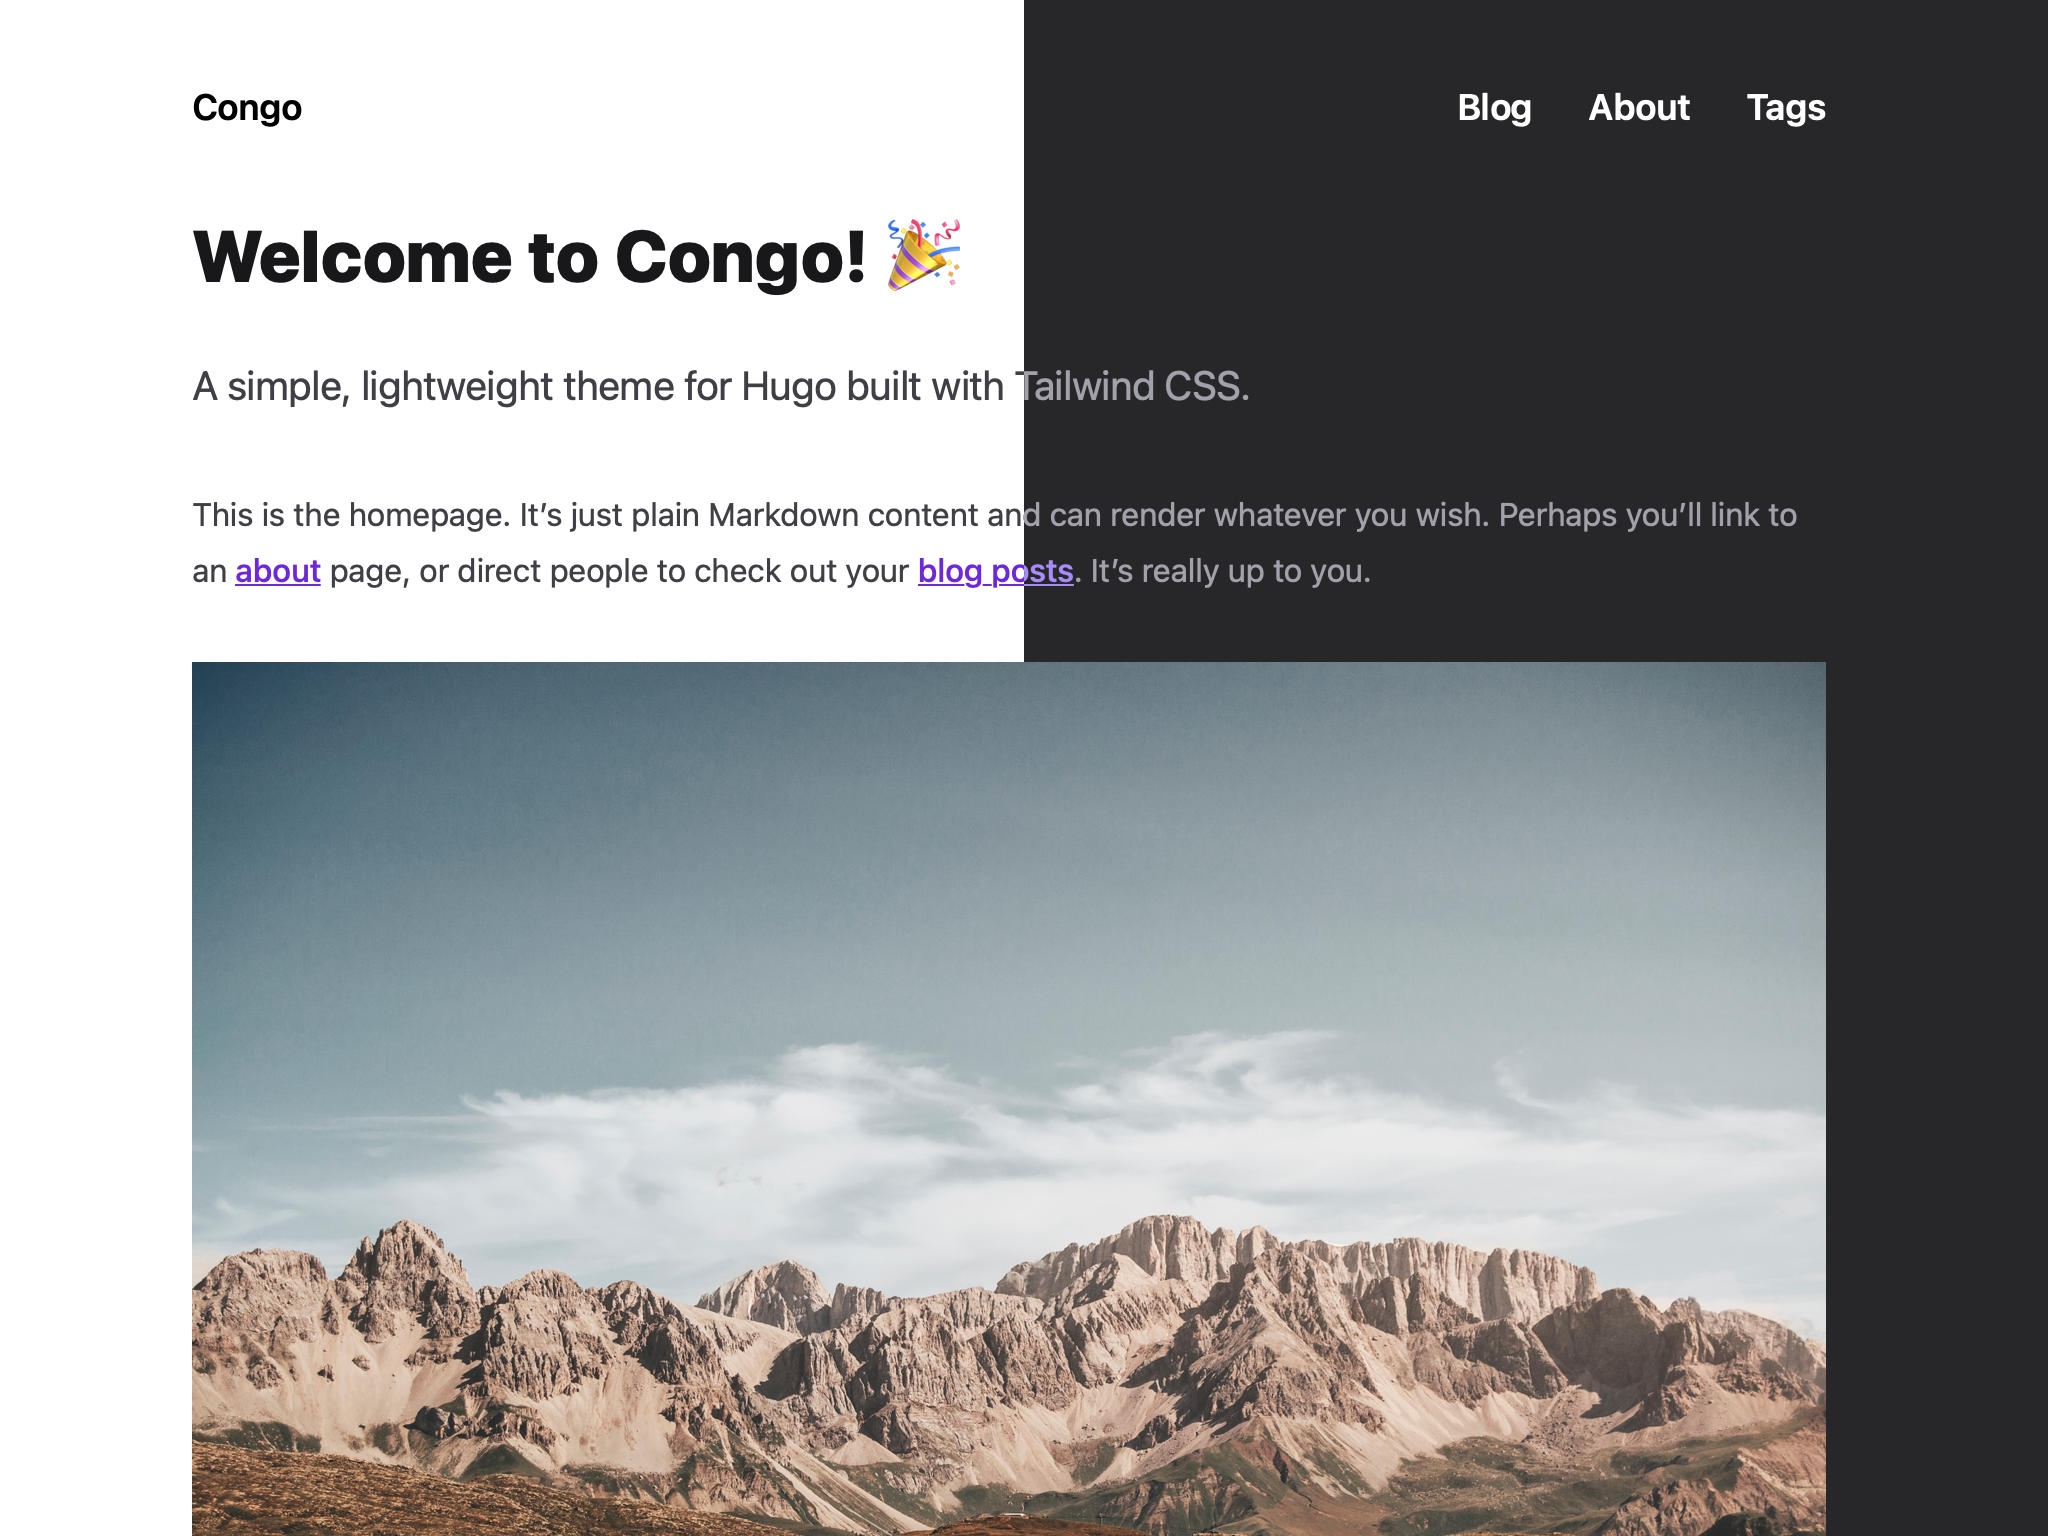 Congo
Blog About Tags
Welcome to Congo! 🎉
A simple, lightweight theme for Hugo built with Tailwind CSS.
This is the homepage. It’s just plain Markdown content and can render whatever you wish. Perhaps you’ll link to
an about page, or direct people to check out your blog posts. It’s really up to you.